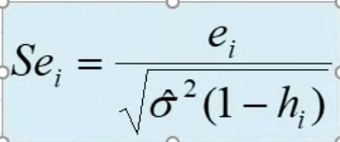 Se_i = e_i / √(σ̂²(1 − h_i))